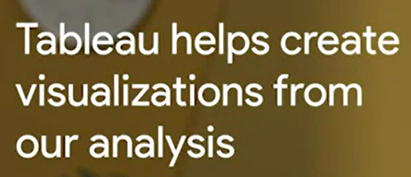 Tableau helps create
visualizations from
our analysis